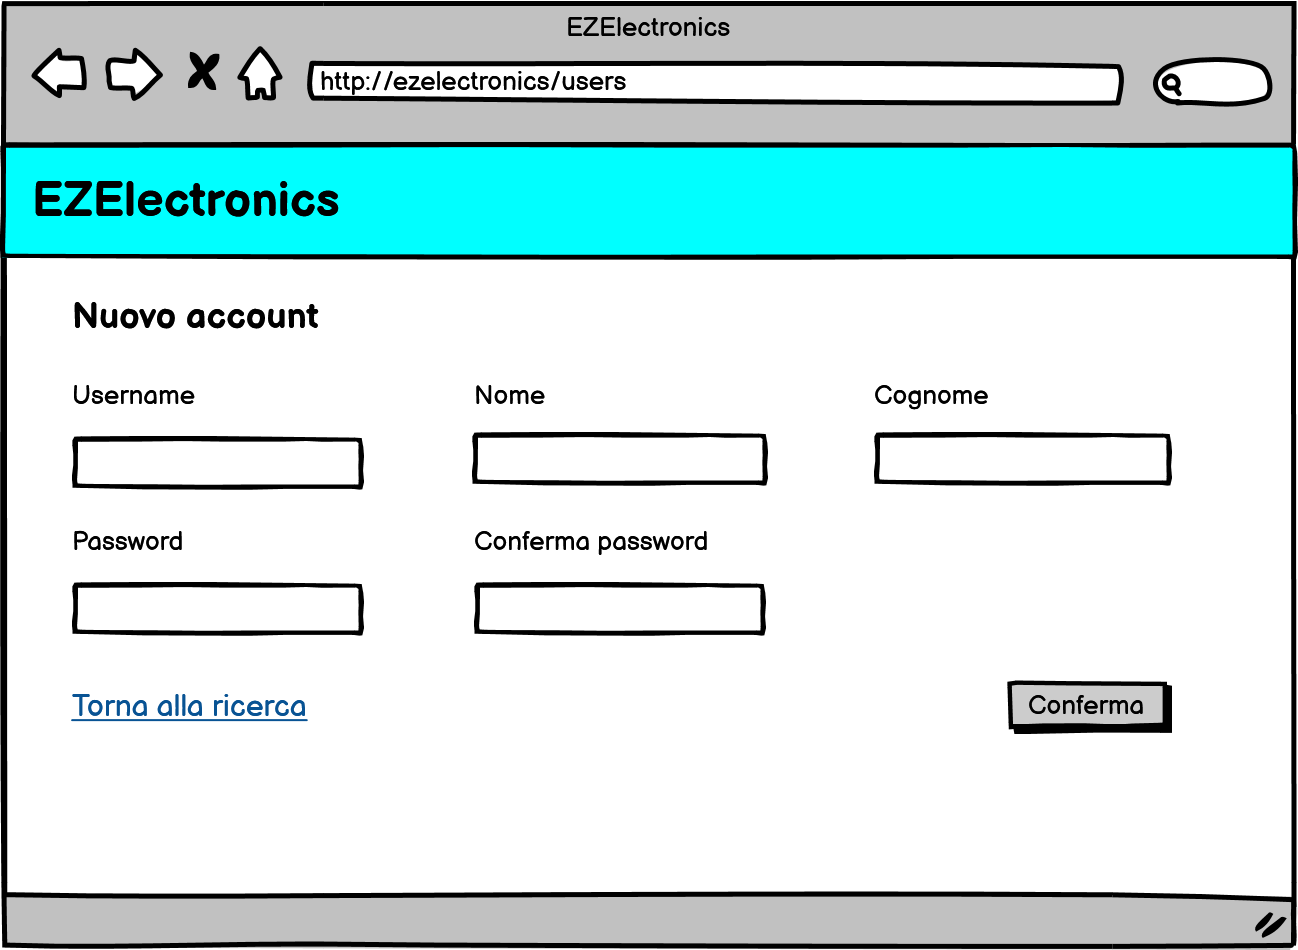 EZElectronics
http://ezelectronics/users
EZElectronics
Nuovo account
Username
Nome
Cognome
Password
Conferma password
Torna alla ricerca
Conferma